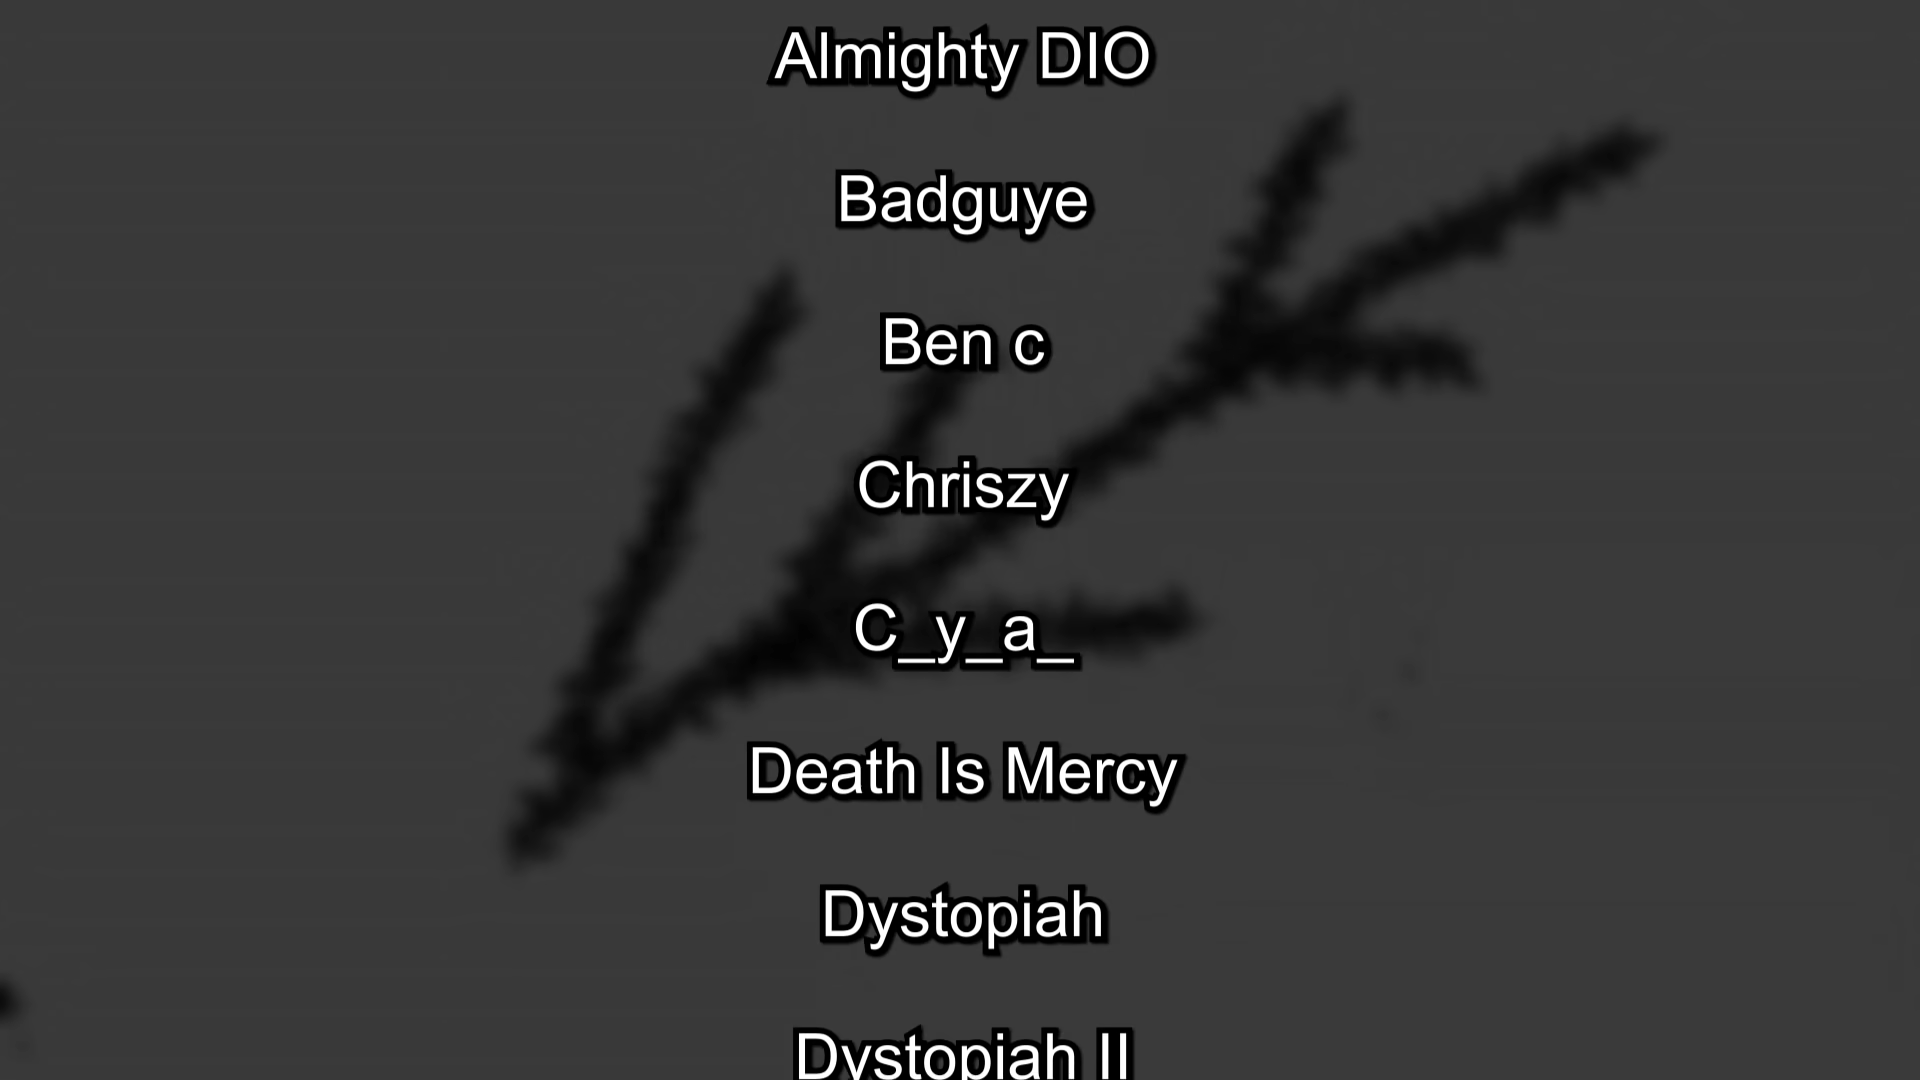 Almighty DIO
Badguye
Ben c
Chriszy
C_y_a_
Death Is Mercy
Dystopiah
Dystopiah II